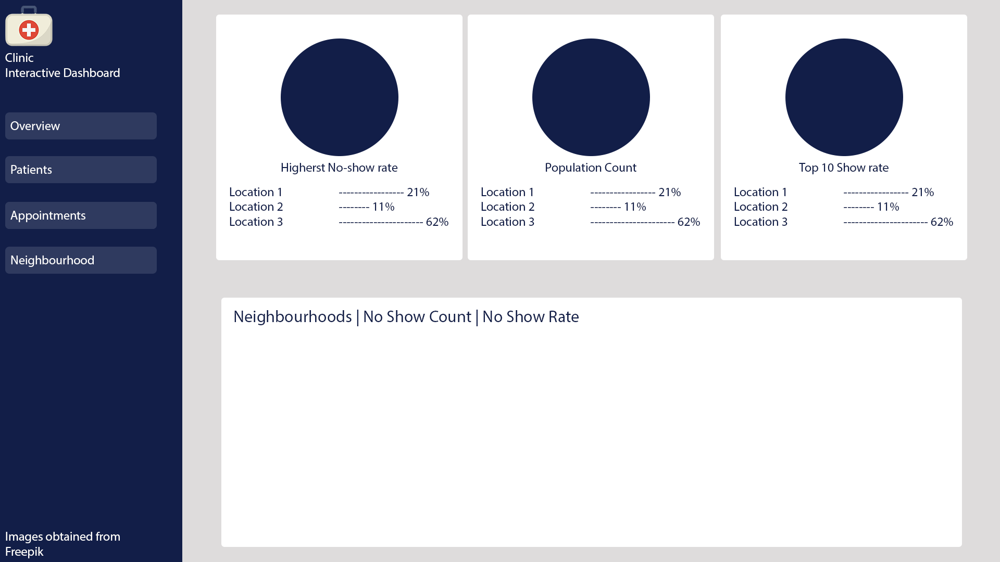 Clinic
Interactive Dashboard
Overview
Patients
Appointments
Neighbourhood
Images obtained from
Freepik
Higherst No-show rate
Location 1 ----------------- 21%
Location 2 -------- 11%
Location 3 ---------------------- 62%
Population Count
Location 1 ----------------- 21%
Location 2 -------- 11%
Location 3 ---------------------- 62%
Top 10 Show rate
Location 1 ----------------- 21%
Location 2 -------- 11%
Location 3 ---------------------- 62%
Neighbourhoods | No Show Count | No Show Rate